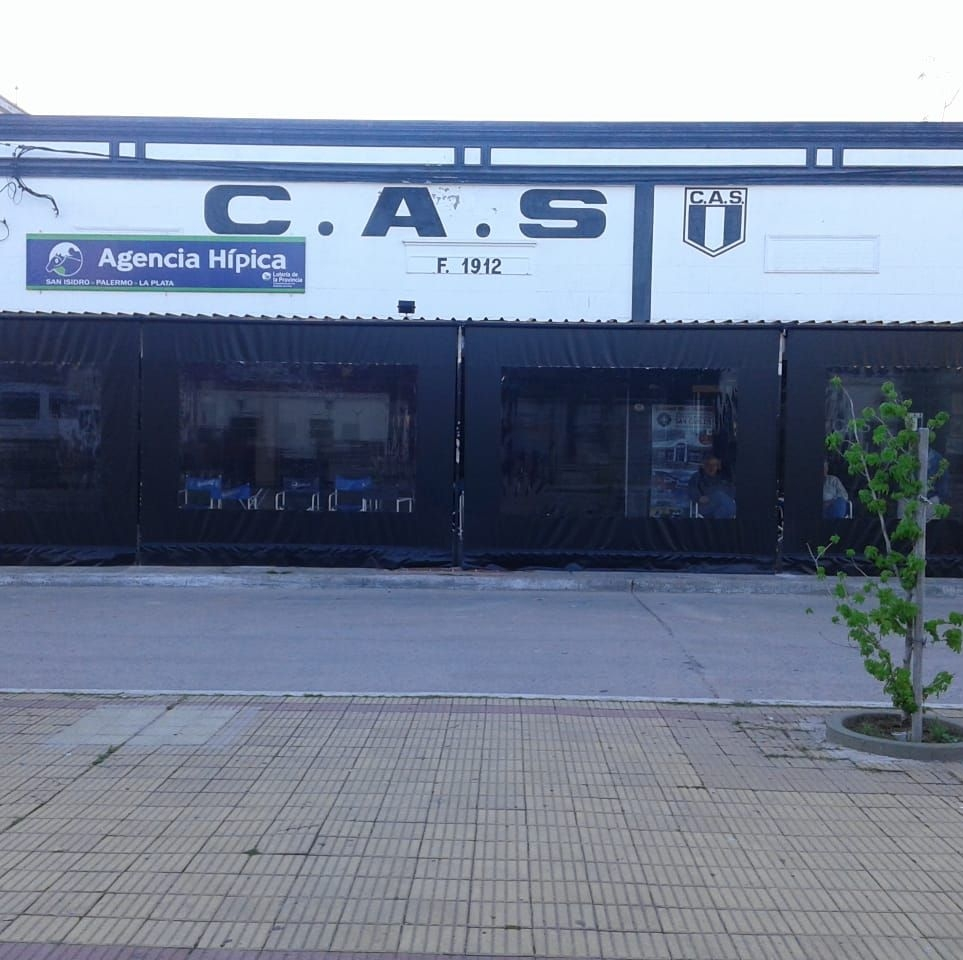 C.A.S
C.A.S.
Agencia Hípica
Lotería de
la Provincia
SAN ISIDRO - PALERMO - LA PLATA
F. 1912